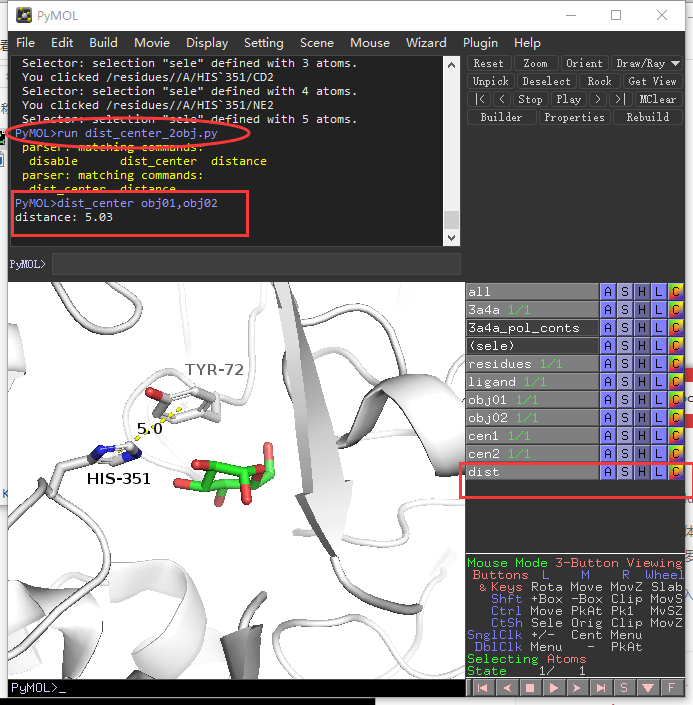 PyMOL
File Edit Build Movie Display Setting Scene Mouse Wizard Plugin Help
Selector: selection "sele" defined with 3 atoms.
You clicked /residues//A/HIS`351/CD2
Selector: selection "sele" defined with 4 atoms.
You clicked /residues//A/HIS`351/NE2
Selector: selection "sele" defined with 5 atoms.
PyMOL>run dist_center_2obj.py
parser: matching commands:
disable dist_center distance
parser: matching commands:
dist_center distance
PyMOL>dist_center obj01,obj02
distance: 5.03
PyMOL>
Reset Zoom Orient Draw/Ray
Unpick Deselect Rock Get View
|< < Stop Play > >| MClear
Builder Properties Rebuild
TYR-72
5.0
HIS-351
all A S H L C
3a4a 1/1 A S H L C
3a4a_pol_conts A S H L C
(sele) A S H L C
residues 1/1 A S H L C
ligand 1/1 A S H L C
obj01 1/1 A S H L C
obj02 1/1 A S H L C
cen1 1/1 A S H L C
cen2 1/1 A S H L C
dist A S H L C
Mouse Mode 3-Button Viewing
Buttons L M R Wheel
& Keys Rota Move MovZ Slab
Shft +Box -Box Clip MovS
Ctrl Move PkAt Pk1 MvSZ
CtSh Sele Orig Clip MovZ
SnglClk +/- Cent Menu
DblClk Menu - PkAt
Selecting Atoms
State 1/ 1
PyMOL>_
S F